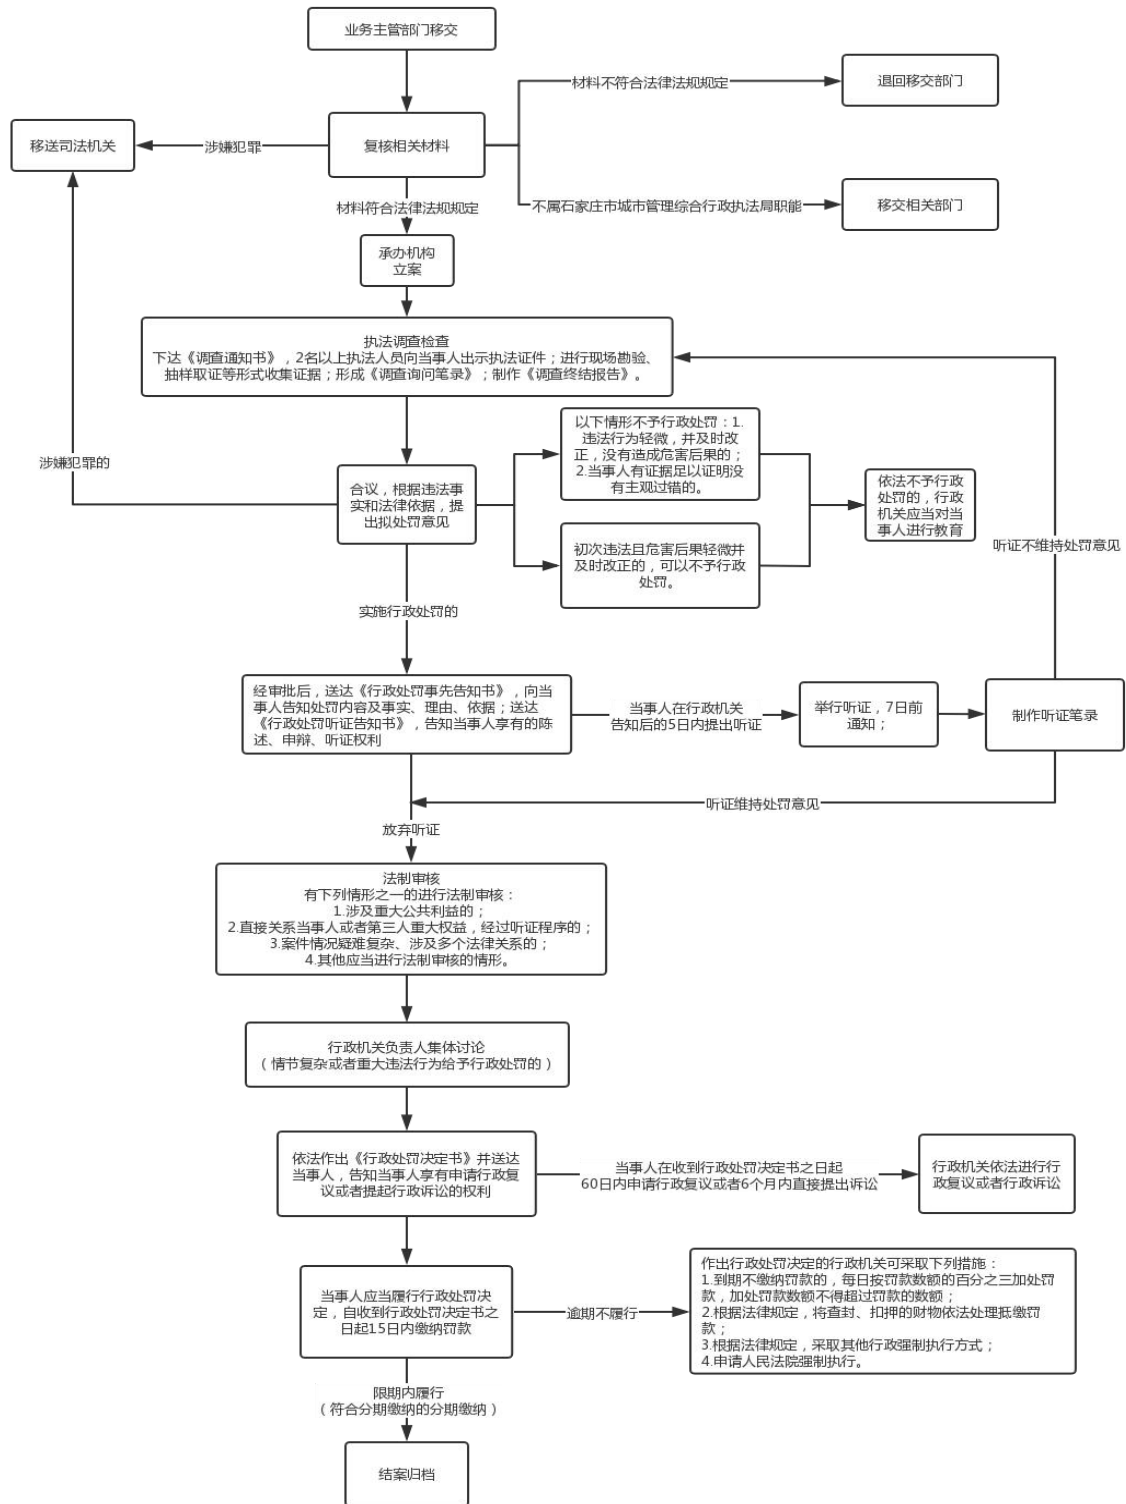 业务主管部门移交
材料不符合法律法规规定
退回移交部门
移送司法机关
涉嫌犯罪
复核相关材料
材料符合法律法规规定
不属石家庄市城市管理综合行政执法局职能
移交相关部门
承办机构
立案
执法调查检查
下达《调查通知书》，2名以上执法人员向当事人出示执法证件；进行现场勘验、
抽样取证等形式收集证据；形成《调查询问笔录》；制作《调查终结报告》。
以下情形不予行政处罚：1.
违法行为轻微，并及时改
正，没有造成危害后果的；
2.当事人有证据足以证明没
有主观过错的。
涉嫌犯罪的
合议，根据违法事
实和法律依据，提
出拟处罚意见
依法不予行政
处罚的，行政
机关应当对当
事人进行教育
初次违法且危害后果轻微并
及时改正的，可以不予行政
处罚。
听证不维持处罚意见
实施行政处罚的
经审批后，送达《行政处罚事先告知书》，向当
事人告知处罚内容及事实、理由、依据；送达
《行政处罚听证告知书》，告知当事人享有的陈
述、申辩、听证权利
当事人在行政机关
告知后的5日内提出听证
举行听证，7日前
通知；
制作听证笔录
听证维持处罚意见
放弃听证
法制审核
有下列情形之一的进行法制审核：
1.涉及重大公共利益的；
2.直接关系当事人或者第三人重大权益，经过听证程序的；
3.案件情况疑难复杂、涉及多个法律关系的；
4.其他应当进行法制审核的情形。
行政机关负责人集体讨论
（情节复杂或者重大违法行为给予行政处罚的）
依法作出《行政处罚决定书》并送达
当事人，告知当事人享有申请行政复
议或者提起行政诉讼的权利
当事人在收到行政处罚决定书之日起
60日内申请行政复议或者6个月内直接提出诉讼
行政机关依法进行行
政复议或者行政诉讼
当事人应当履行行政处罚决
定，自收到行政处罚决定书之
日起15日内缴纳罚款
逾期不履行
作出行政处罚决定的行政机关可采取下列措施：
1.到期不缴纳罚款的，每日按罚款数额的百分之三加处罚
款，加处罚款数额不得超过罚款的数额；
2.根据法律规定，将查封、扣押的财物依法处理抵缴罚
款；
3.根据法律规定，采取其他行政强制执行方式；
4.申请人民法院强制执行。
限期内履行
（符合分期缴纳的分期缴纳）
结案归档